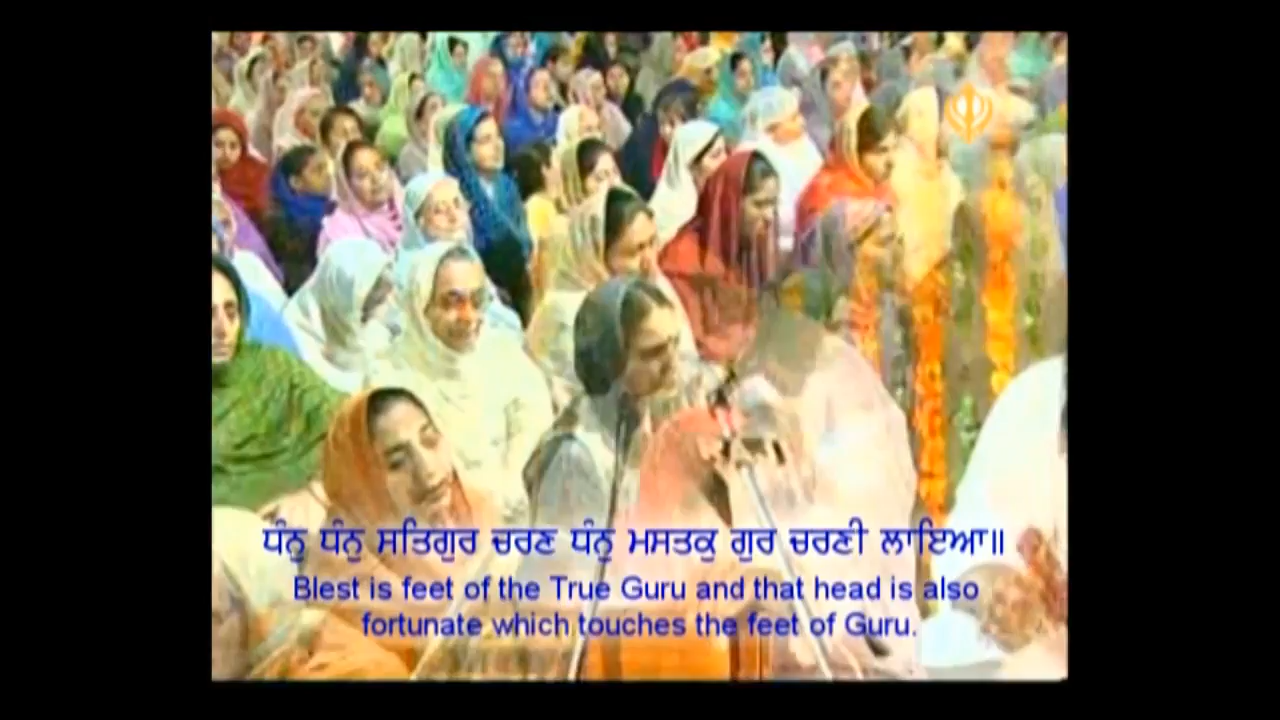 ਧੰਨੁ ਧੰਨੁ ਸਤਿਗੁਰ ਚਰਣ ਧੰਨੁ ਮਸਤਕੁ ਗੁਰ ਚਰਣੀ ਲਾਇਆ॥
Blest is feet of the True Guru and that head is also
fortunate which touches the feet of Guru.